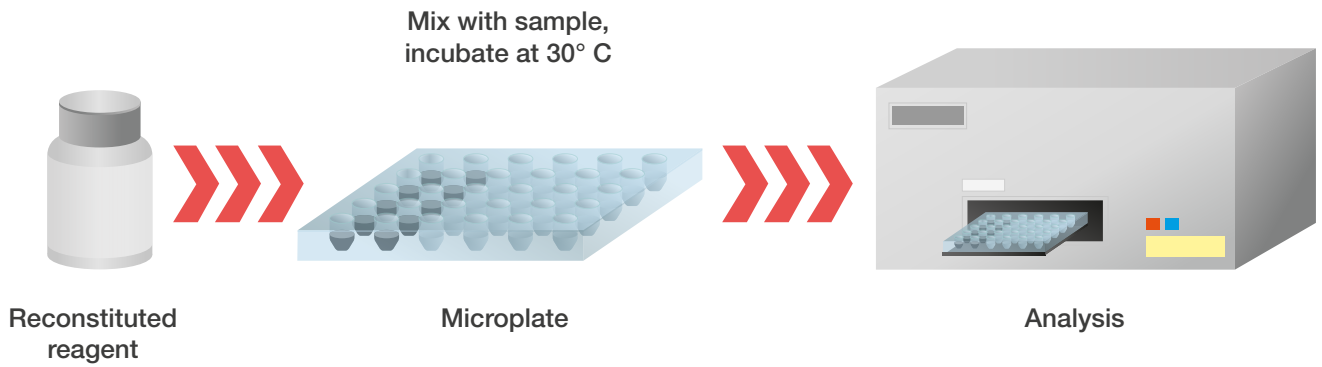 Mix with sample,
incubate at 30° C
Reconstituted
reagent
Microplate
Analysis